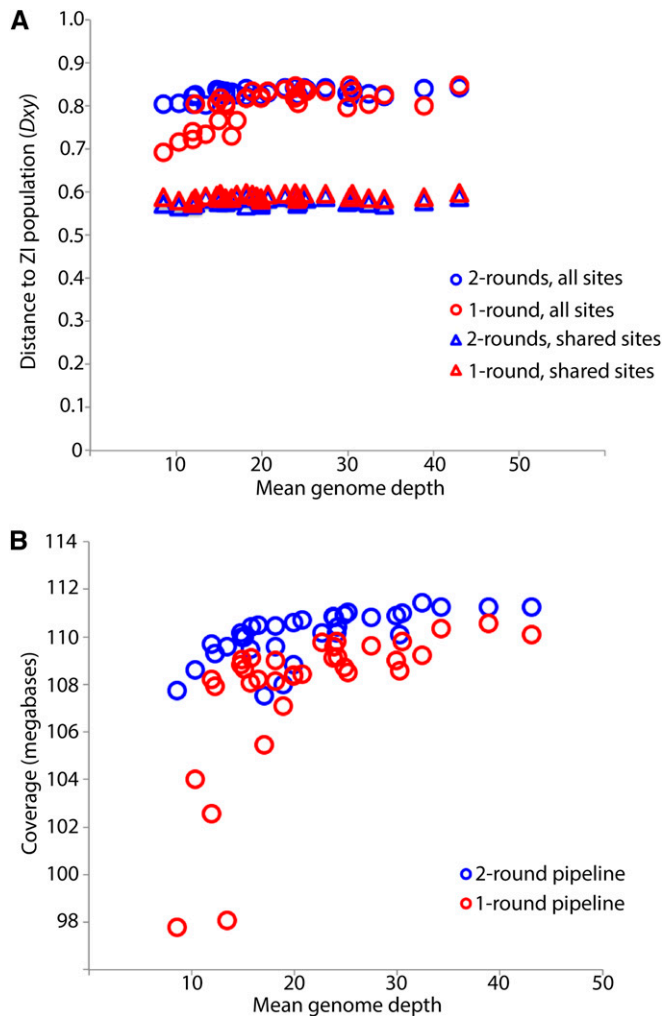 A
Distance to ZI population (Dxy)
1.0
0.9
0.8
0.7
0.6
0.5
0.4
0.3
0.2
0.1
0
2-rounds, all sites
1-round, all sites
2-rounds, shared sites
1-round, shared sites
10 20 30 40 50
Mean genome depth
B
Coverage (megabases)
114
112
110
108
106
104
102
100
98
2-round pipeline
1-round pipeline
10 20 30 40 50
Mean genome depth